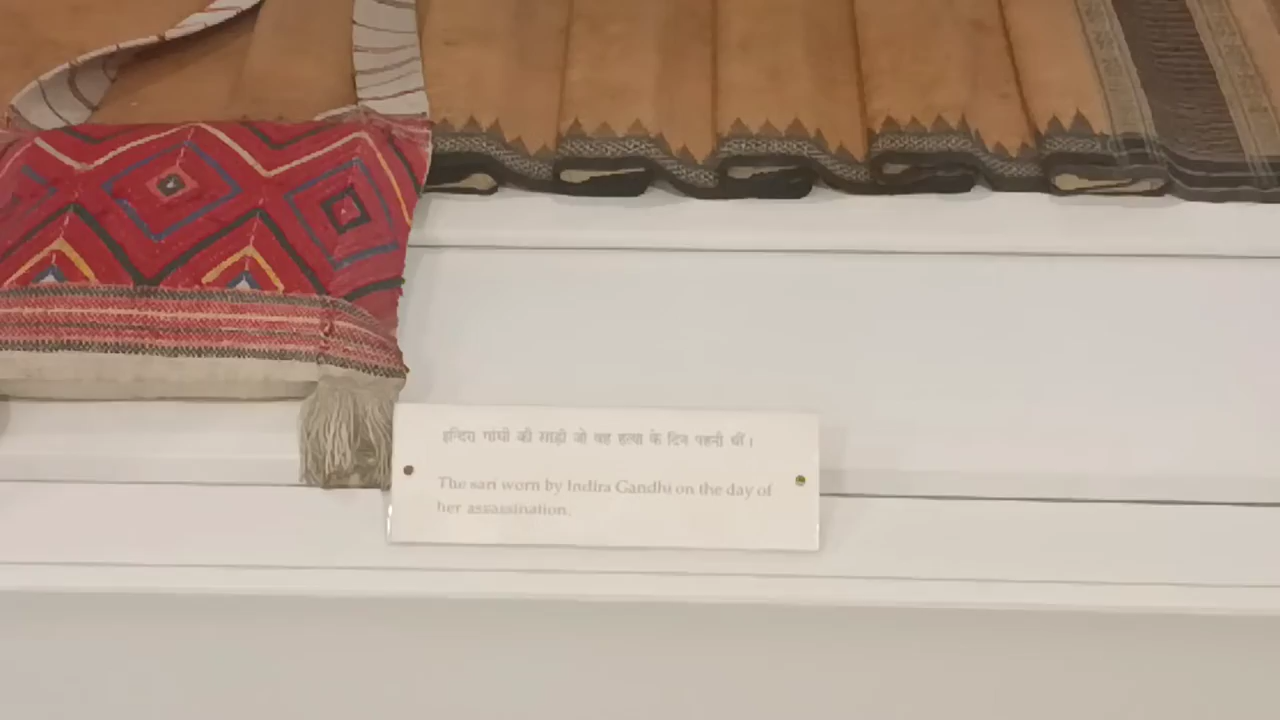 इन्दिरा गांधी की साड़ी जो वह हत्या के दिन पहनी थीं।
The sari worn by Indira Gandhi on the day of
her assassination.